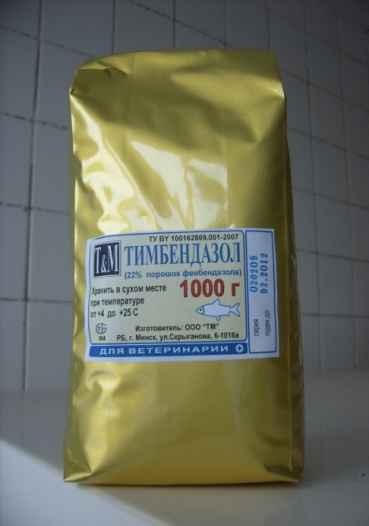 ТУ BY 100162869.001-2007
T&M ТИМБЕНДАЗОЛ
(22% порошок фенбендазола)
Хранить в сухом месте
при температуре
от +4 до +25 С
1000 г
Изготовитель: ООО "ТМ"
РБ, г. Минск, ул.Скрыганова, 6-1016а
ДЛЯ ВЕТЕРИНАРИИ
серия 020209
годен до: 02.2012